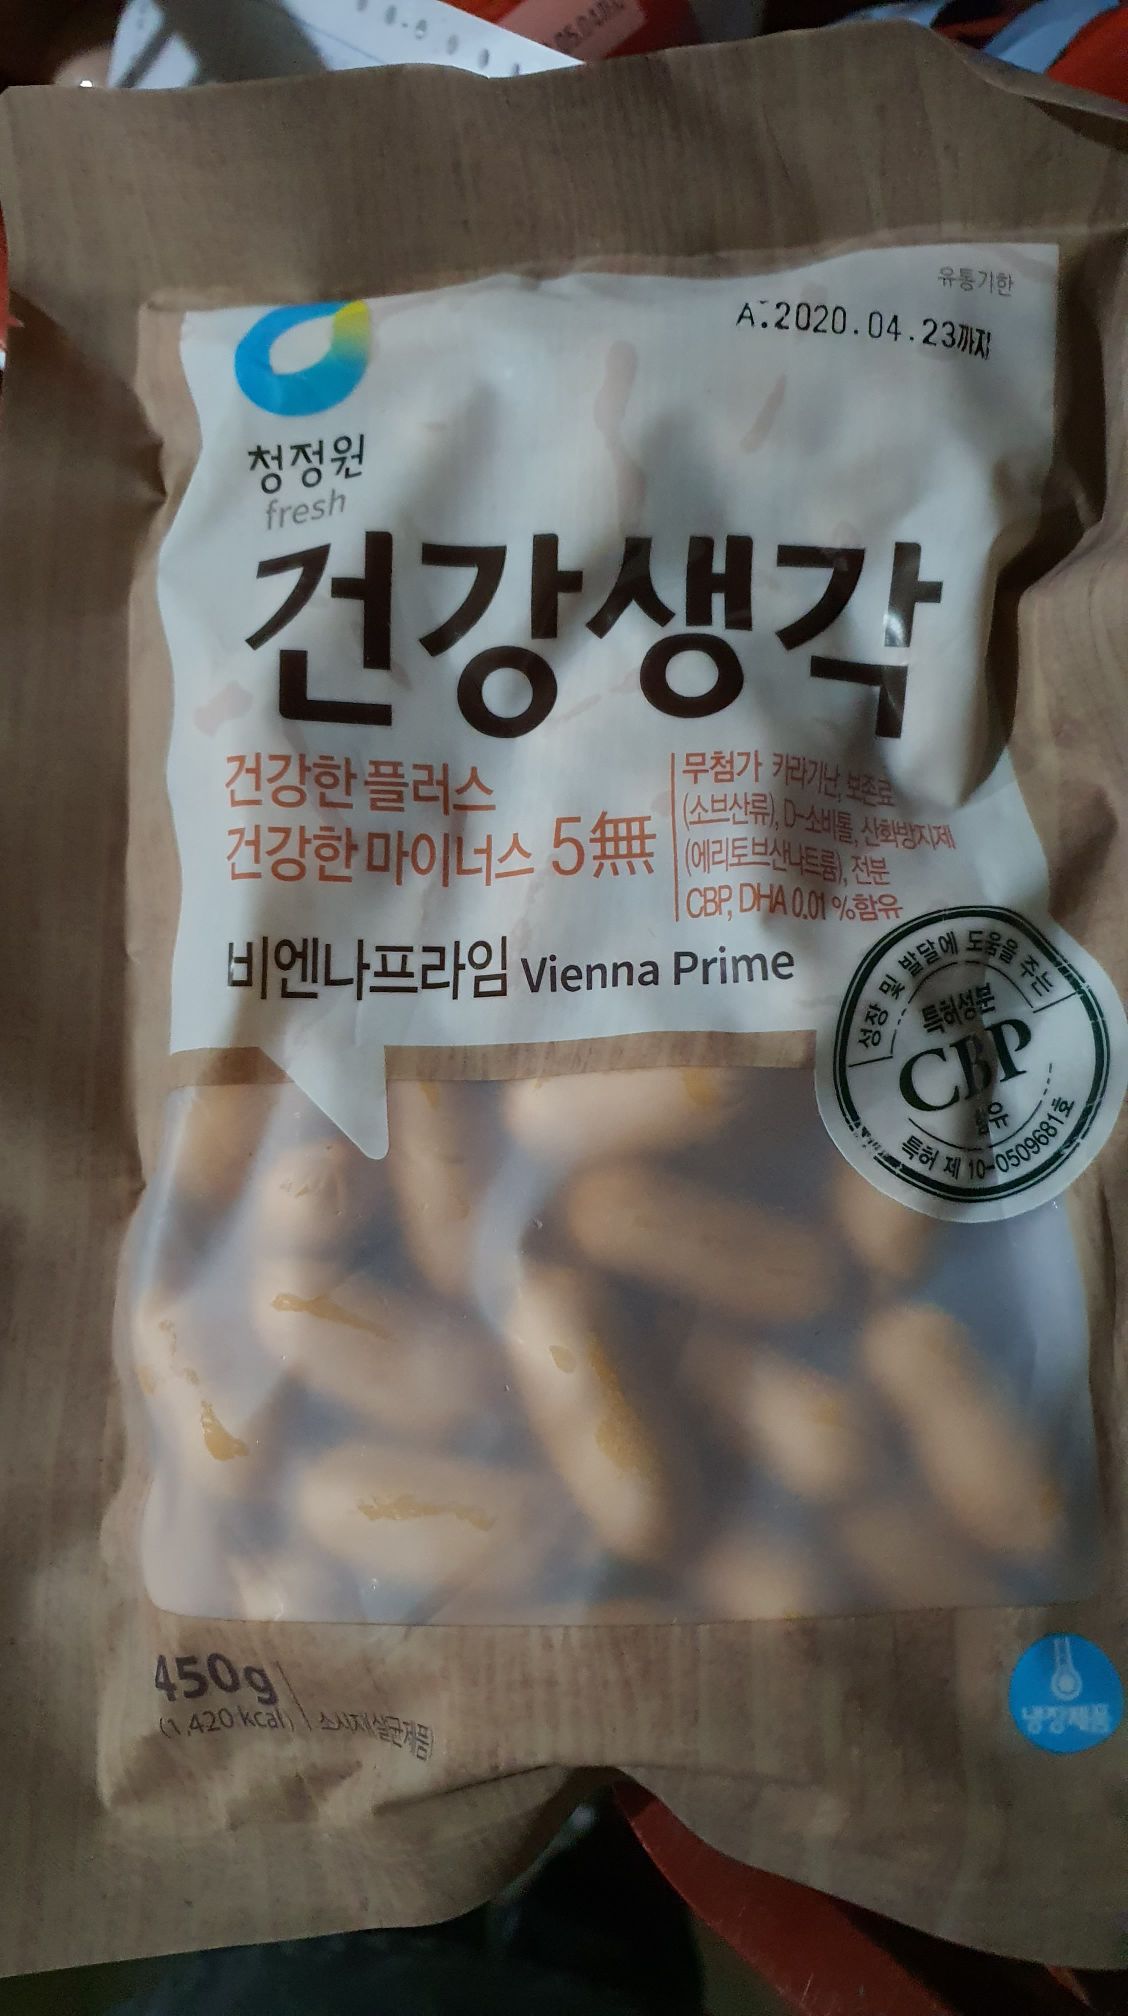 유통기한
A:2020.04.23까지
청정원
fresh
건강생각
건강한 플러스
건강한 마이너스 5無
무첨가 카라기난, 보존료
(소브산류), D-소비톨, 산화방지제
(에리토브산나트륨), 전분
CBP, DHA 0.01 %함유
비엔나프라임 Vienna Prime
성장 및 발달에 도움을 주는
특허성분
CBP
함유
특허 제 10-0509681호
450g
(1,420 kcal)
소시지(살균제품)
냉장제품